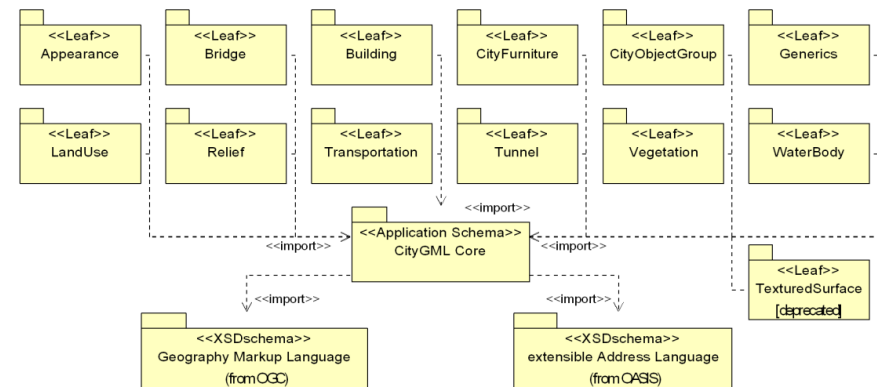 <<Leaf>>
Appearance
<<Leaf>>
Bridge
<<Leaf>>
Building
<<Leaf>>
CityFurniture
<<Leaf>>
CityObjectGroup
<<Leaf>>
Generics
<<Leaf>>
LandUse
<<Leaf>>
Relief
<<Leaf>>
Transportation
<<Leaf>>
Tunnel
<<Leaf>>
Vegetation
<<Leaf>>
WaterBody
<<import>>
<<Application Schema>>
CityGML Core
<<import>>
<<import>>
<<Leaf>>
TexturedSurface
[deprecated]
<<import>>
<<import>>
<<XSDschema>>
Geography Markup Language
(from OGC)
<<XSDschema>>
extensible Address Language
(from OASIS)